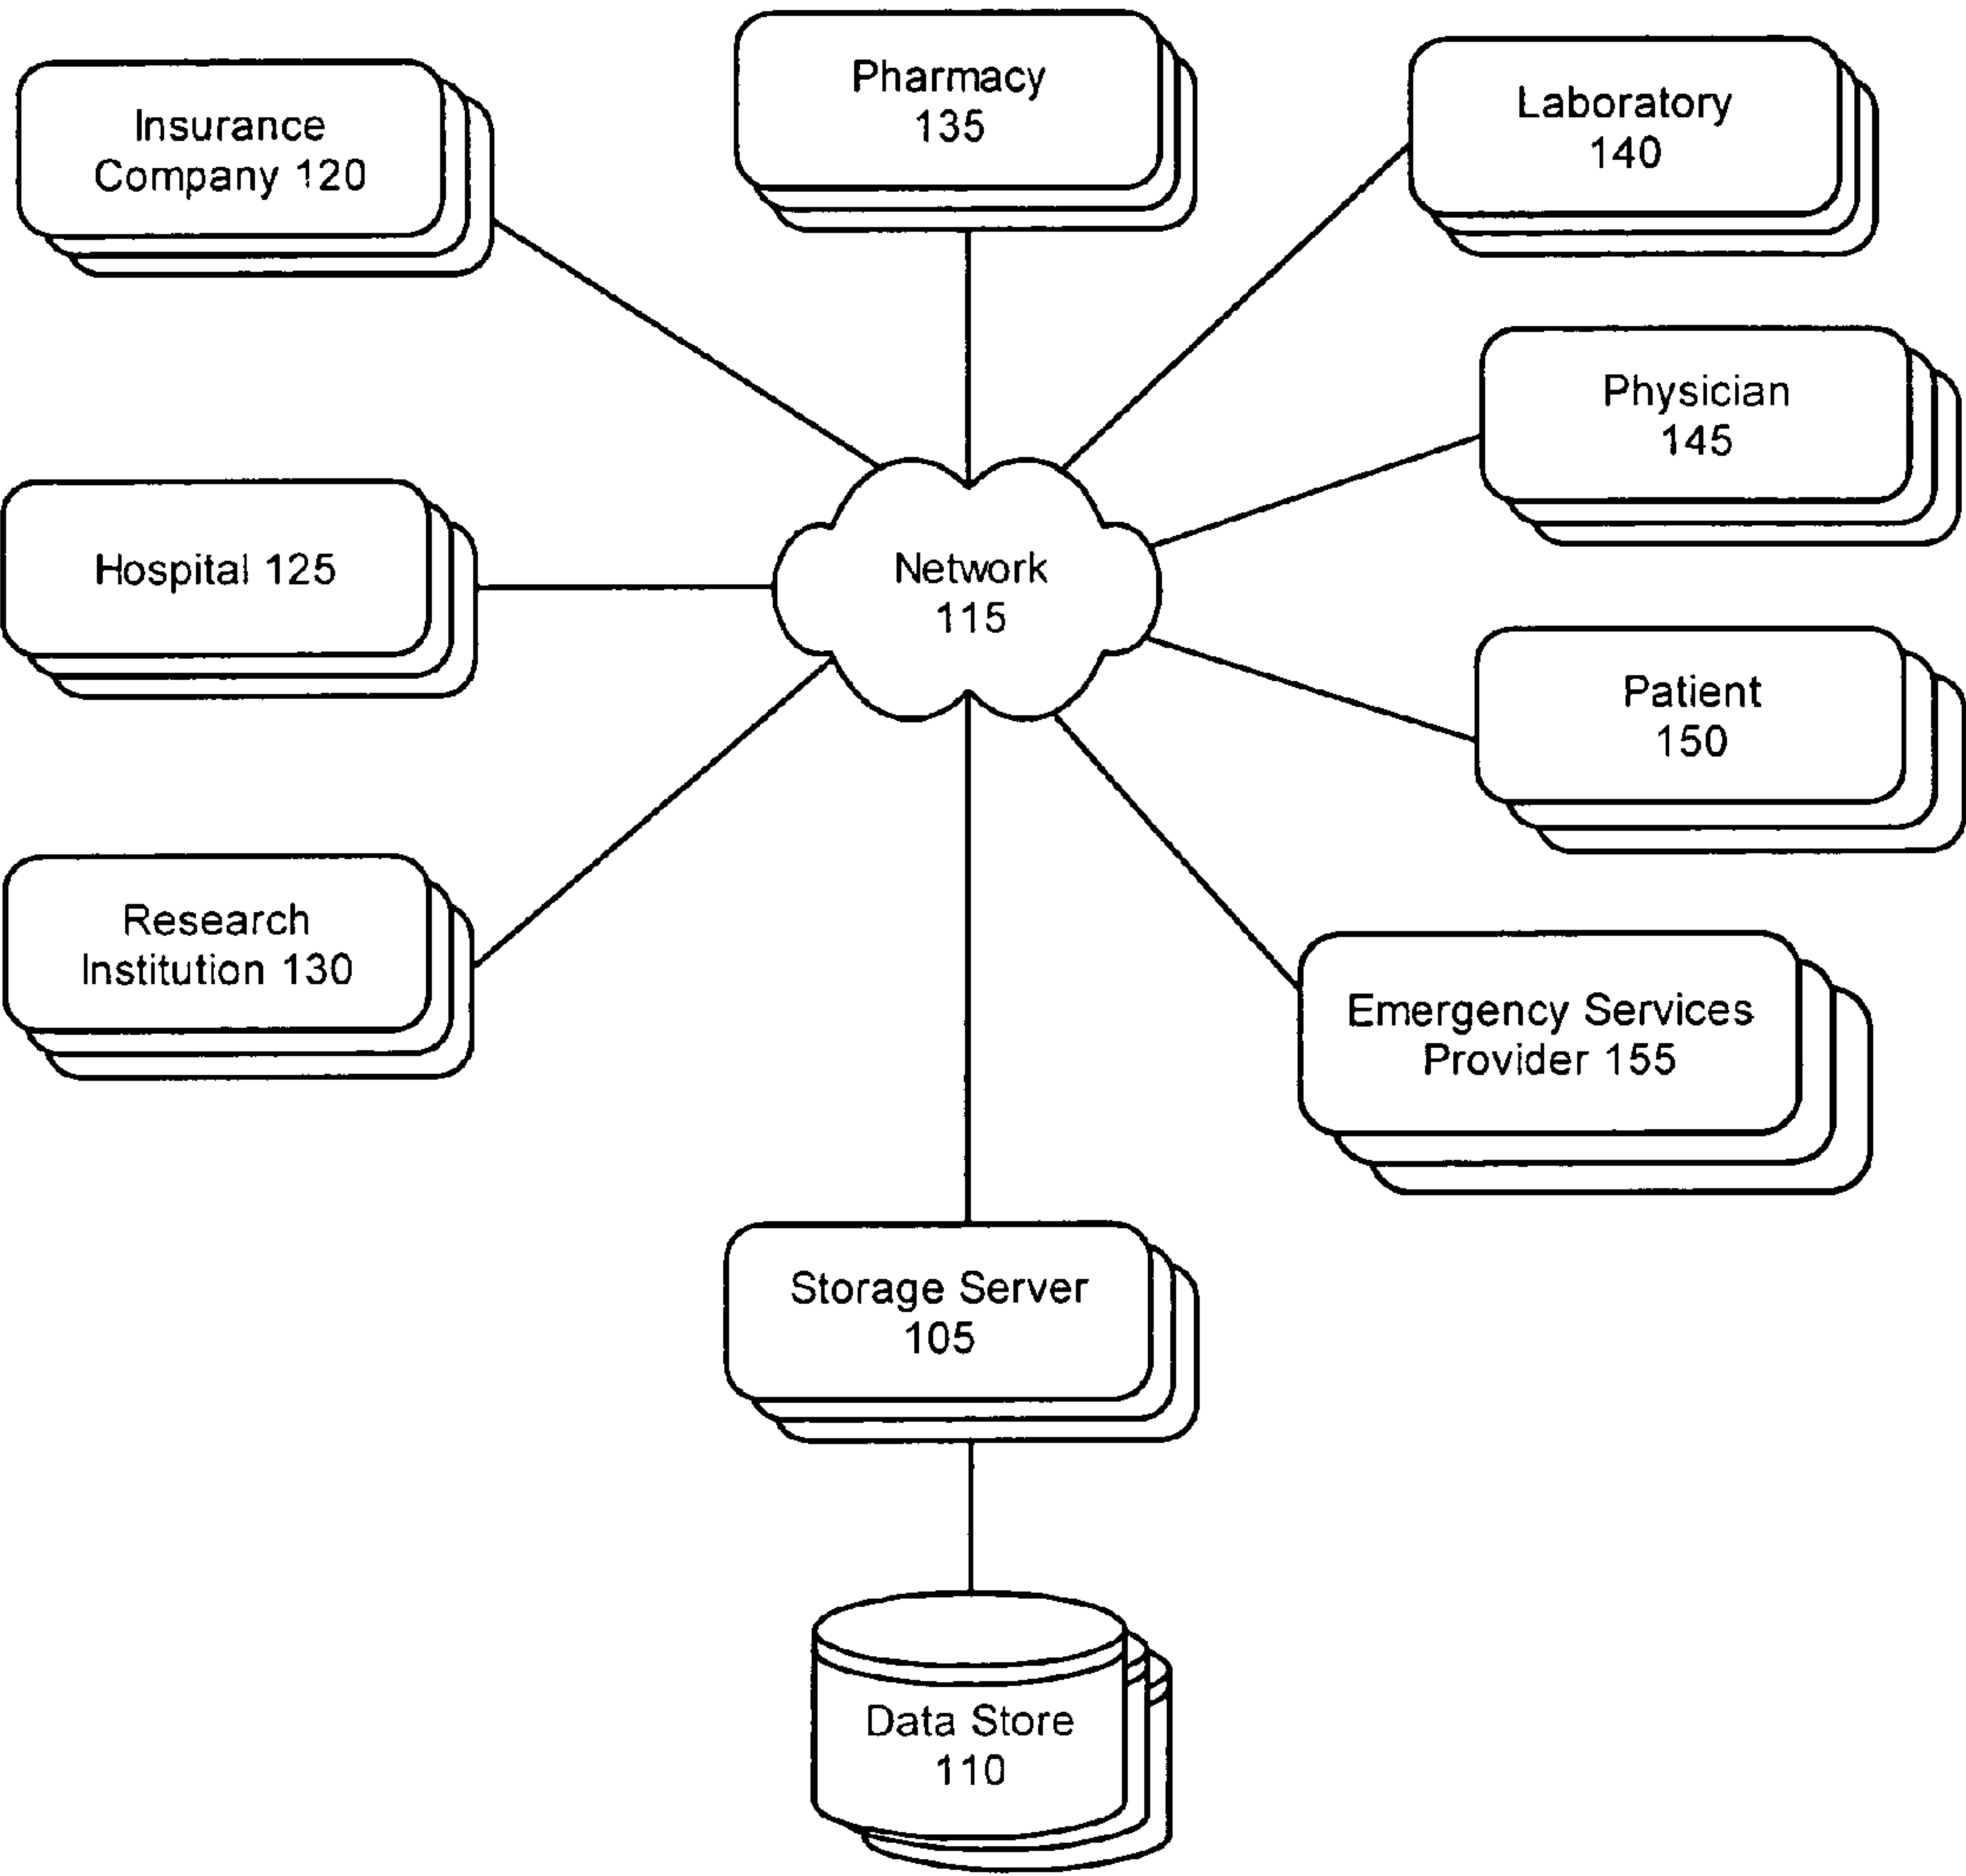 Pharmacy
135
Laboratory
140
Insurance
Company 120
Physician
145
Hospital 125
Network
115
Patient
150
Research
Institution 130
Emergency Services
Provider 155
Storage Server
105
Data Store
110